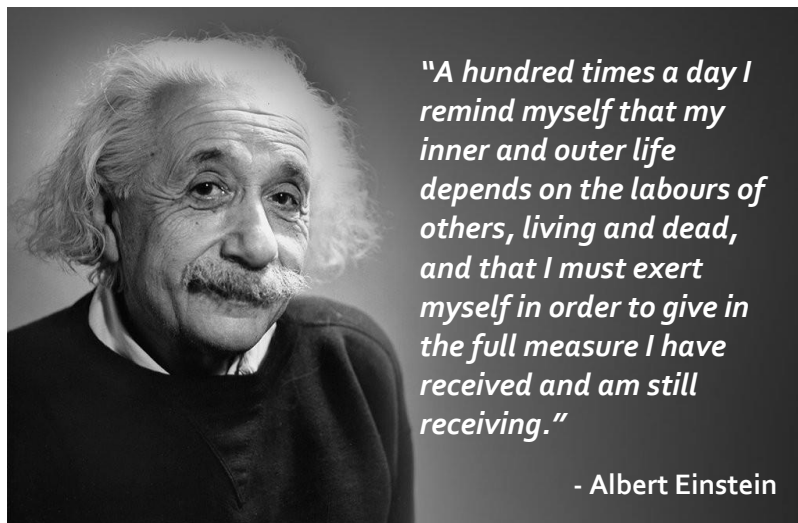 “A hundred times a day I
remind myself that my
inner and outer life
depends on the labours of
others, living and dead,
and that I must exert
myself in order to give in
the full measure I have
received and am still
receiving.”
- Albert Einstein